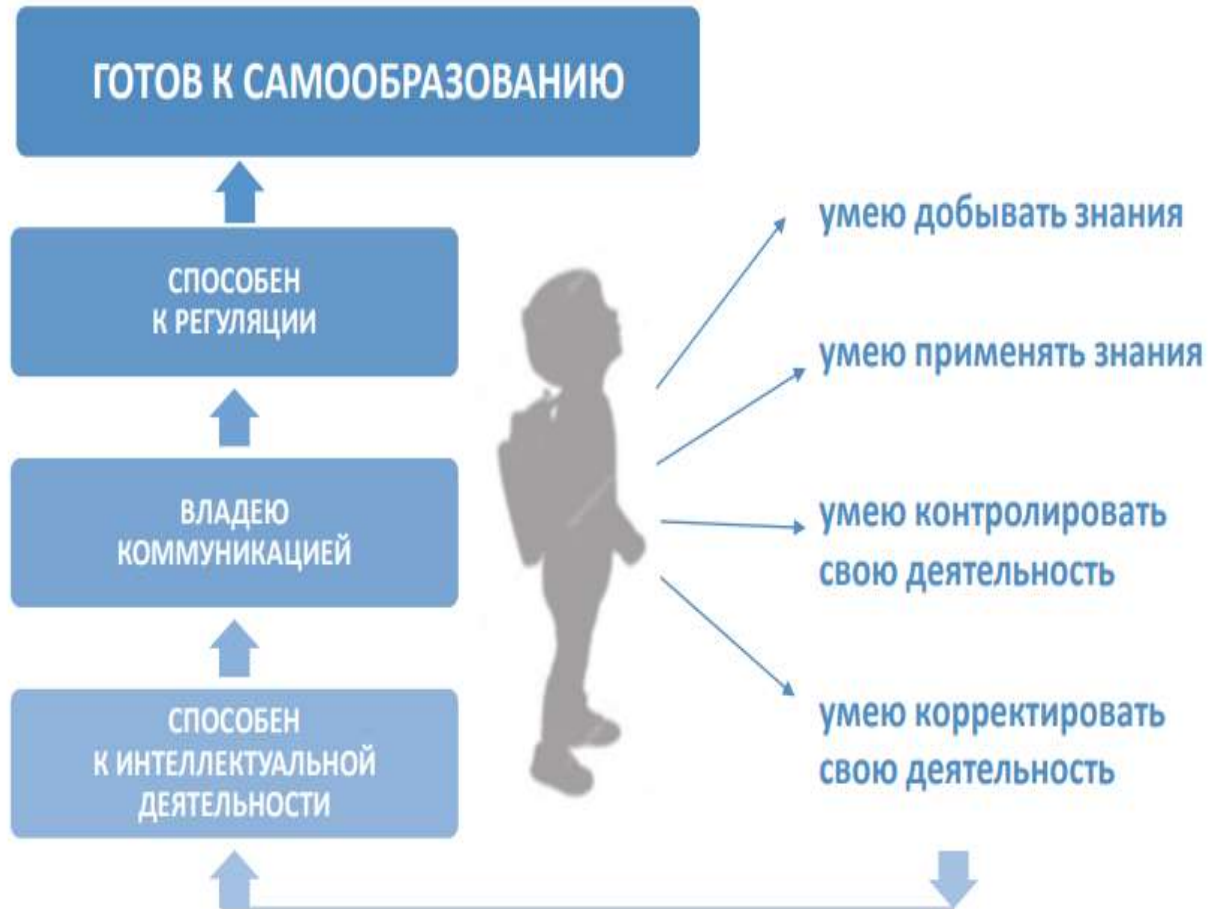 ГОТОВ К САМООБРАЗОВАНИЮ
СПОСОБЕН
К РЕГУЛЯЦИИ
ВЛАДЕЮ
КОММУНИКАЦИЕЙ
СПОСОБЕН
К ИНТЕЛЛЕКТУАЛЬНОЙ
ДЕЯТЕЛЬНОСТИ
умею добывать знания
умею применять знания
умею контролировать
свою деятельность
умею корректировать
свою деятельность